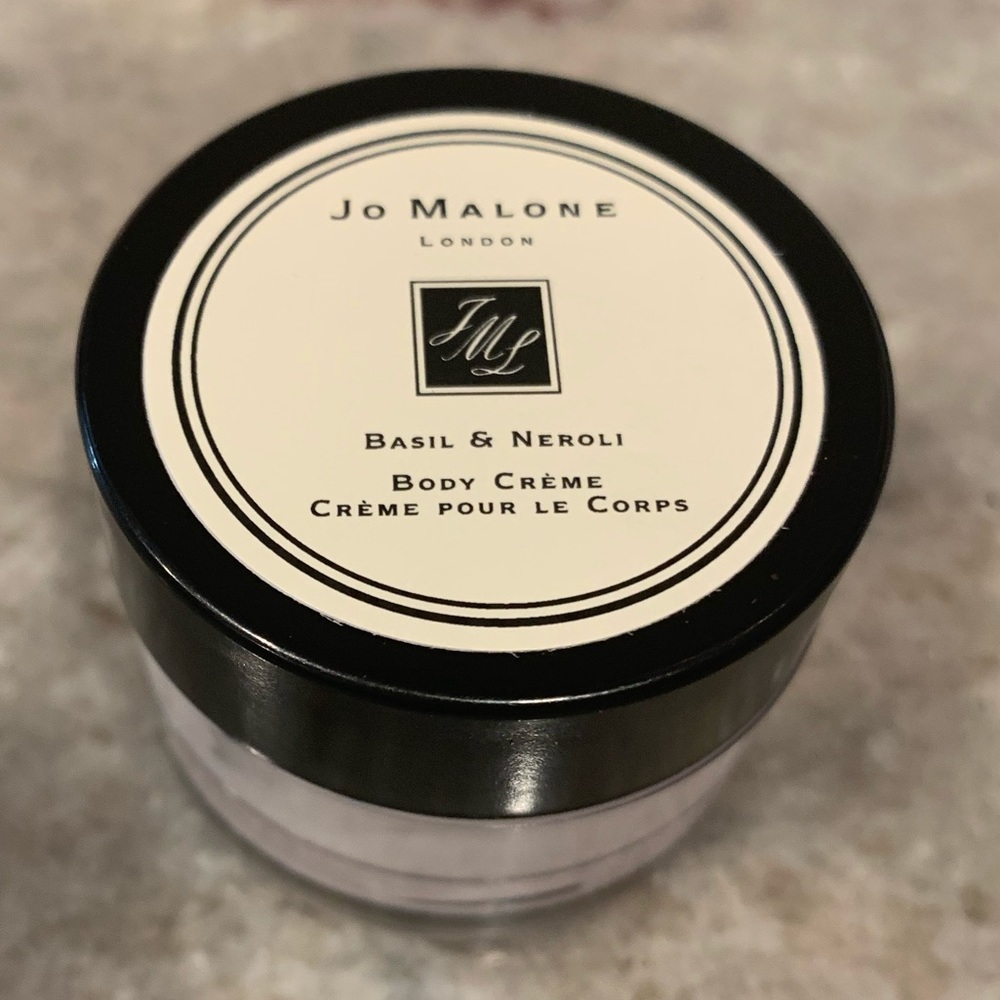 Jo Malone
London
JML
Basil & Neroli
Body Crème
Crème pour le Corps